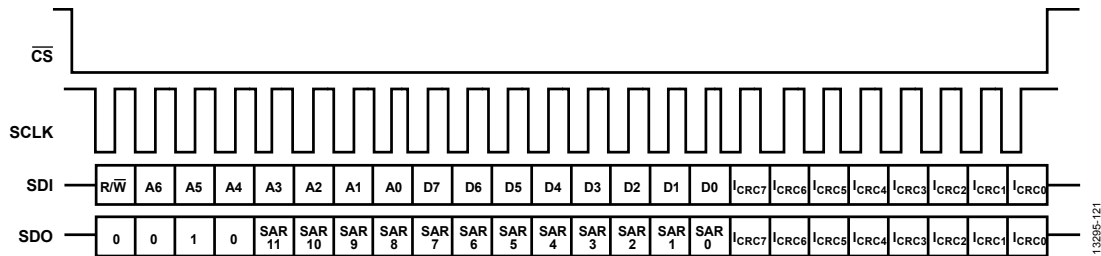 CS
SCLK
SDI R/W A6 A5 A4 A3 A2 A1 A0 D7 D6 D5 D4 D3 D2 D1 D0 ICRC7 ICRC6 ICRC5 ICRC4 ICRC3 ICRC2 ICRC1 ICRC0
SDO 0 0 1 0 SAR 11 SAR 10 SAR 9 SAR 8 SAR 7 SAR 6 SAR 5 SAR 4 SAR 3 SAR 2 SAR 1 SAR 0 ICRC7 ICRC6 ICRC5 ICRC4 ICRC3 ICRC2 ICRC1 ICRC0
13295-121